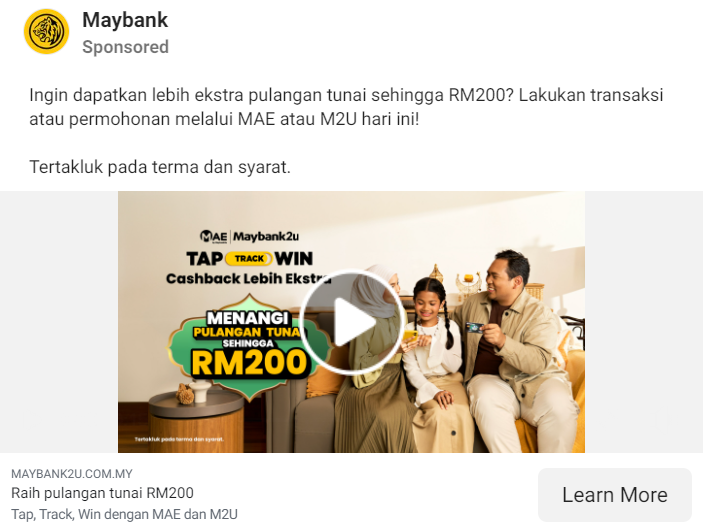 Maybank
Sponsored
Ingin dapatkan lebih ekstra pulangan tunai sehingga RM200? Lakukan transaksi
atau permohonan melalui MAE atau M2U hari ini!
Tertakluk pada terma dan syarat.
MAE | Maybank2u
TAP TRACK WIN
Cashback Lebih Ekstra
MENANGI
PULANGAN TUNAI
SEHINGGA
RM200
Tertakluk pada terma dan syarat.
MAYBANK2U.COM.MY
Raih pulangan tunai RM200
Tap, Track, Win dengan MAE dan M2U
Learn More